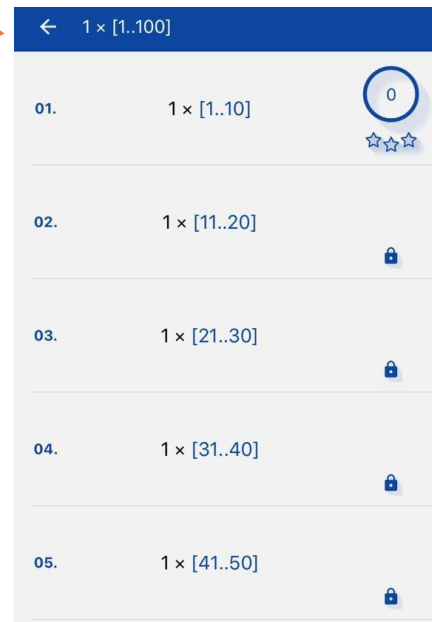 1 × [1..100]
01. 1 × [1..10] 0
02. 1 × [11..20]
03. 1 × [21..30]
04. 1 × [31..40]
05. 1 × [41..50]